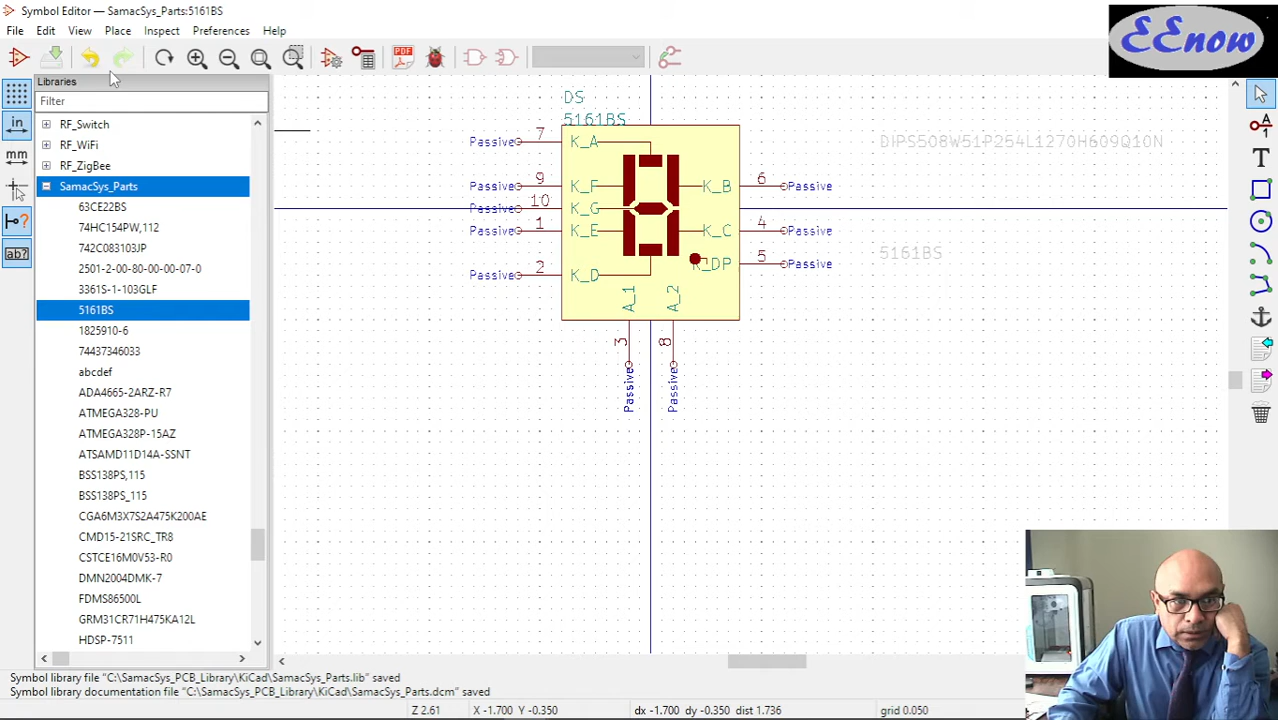 Symbol Editor — SamacSys_Parts:5161BS
File Edit View Place Inspect Preferences Help
EEnow
PDF
in
mm
ab?
Libraries
Filter
RF_Switch
RF_WiFi
RF_ZigBee
SamacSys_Parts
63CE22BS
74HC154PW,112
742C083103JP
2501-2-00-80-00-00-07-0
3361S-1-103GLF
5161BS
1825910-6
74437346033
abcdef
ADA4665-2ARZ-R7
ATMEGA328-PU
ATMEGA328P-15AZ
ATSAMD11D14A-SSNT
BSS138PS,115
BSS138PS_115
CGA6M3X7S2A475K200AE
CMD15-21SRC_TR8
CSTCE16M0V53-R0
DMN2004DMK-7
FDMS86500L
GRM31CR71H475KA12L
HDSP-7511
DS
5161BS
Passive 7 K_A
Passive 9 K_F
Passive 10 K_G
Passive 1 K_E
Passive 2 K_D
K_B 6 Passive
K_C 4 Passive
K_DP 5 Passive
A_1 3 Passive
A_2 8 Passive
DIPS508W51P254L1270H609Q10N
5161BS
Symbol library file "C:\SamacSys_PCB_Library\KiCad\SamacSys_Parts.lib" saved
Symbol library documentation file "C:\SamacSys_PCB_Library\KiCad\SamacSys_Parts.dcm" saved
Z 2.61 X -1.700 Y -0.350 dx -1.700 dy -0.350 dist 1.736 grid 0.050